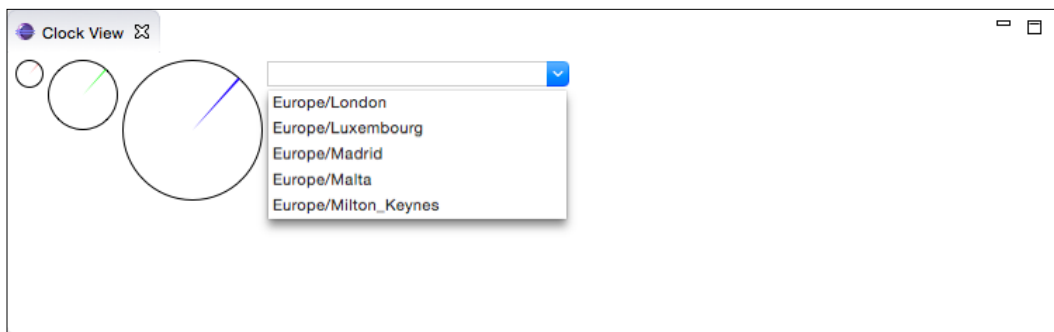 Clock View
Europe/London
Europe/Luxembourg
Europe/Madrid
Europe/Malta
Europe/Milton_Keynes